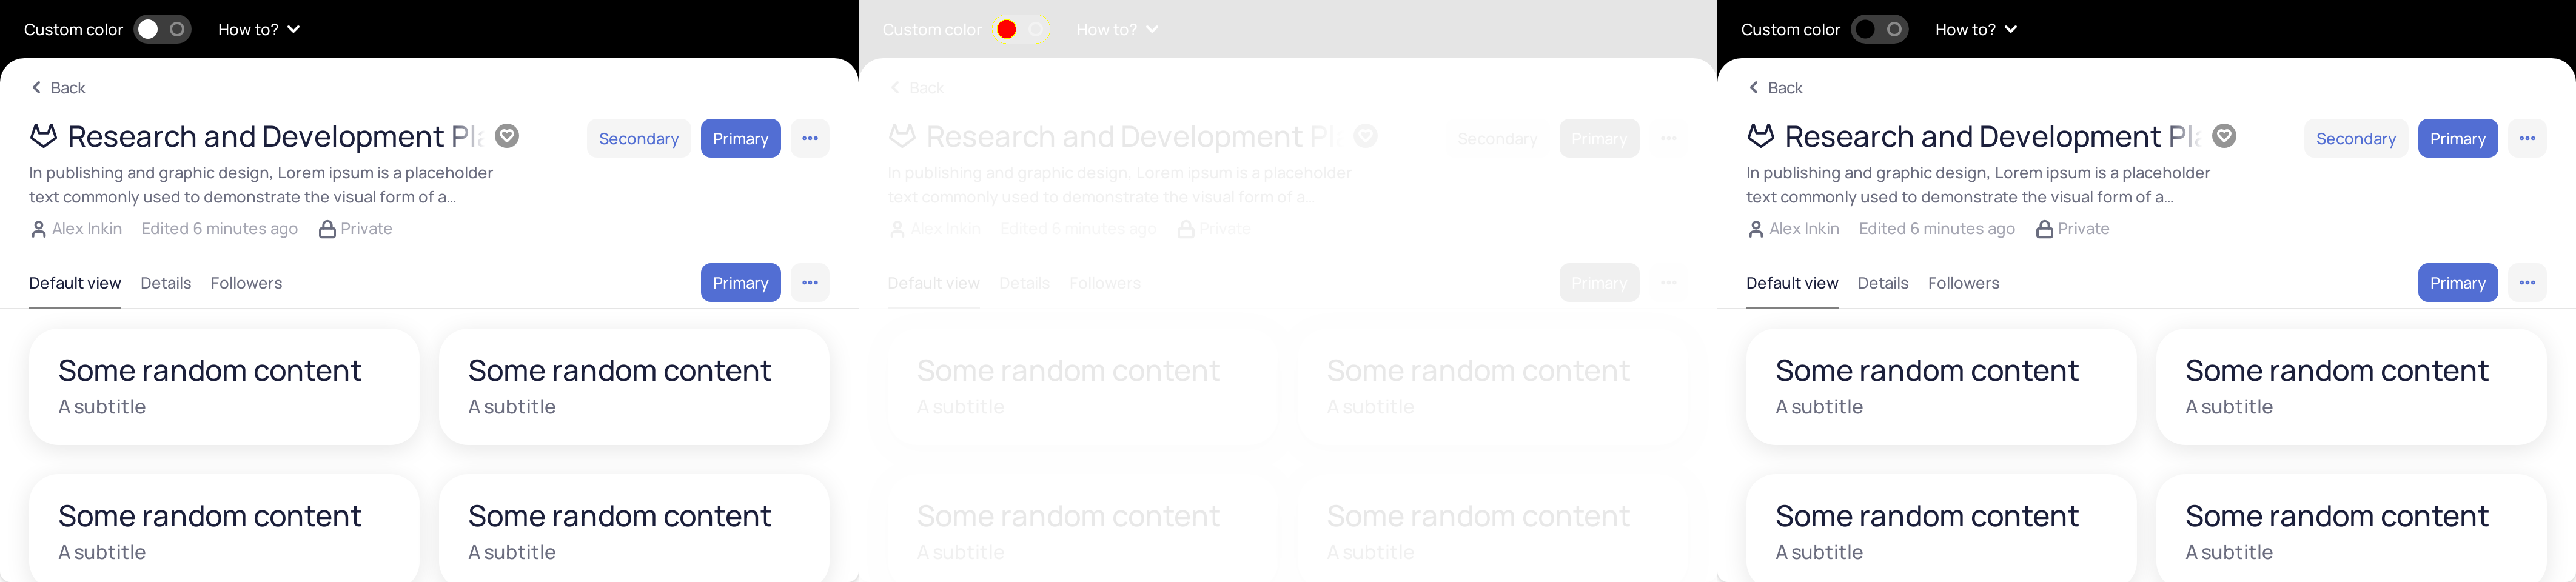 Custom color How to?
Back
Research and Development Pla
Secondary Primary
In publishing and graphic design, Lorem ipsum is a placeholder
text commonly used to demonstrate the visual form of a…
Alex Inkin Edited 6 minutes ago Private
Default view Details Followers Primary
Some random content Some random content
A subtitle A subtitle
Some random content Some random content
A subtitle A subtitle
Custom color How to?
Back
Research and Development Pla
Secondary Primary
In publishing and graphic design, Lorem ipsum is a placeholder
text commonly used to demonstrate the visual form of a…
Alex Inkin Edited 6 minutes ago Private
Default view Details Followers Primary
Some random content Some random content
A subtitle A subtitle
Some random content Some random content
A subtitle A subtitle
Custom color How to?
Back
Research and Development Pla
Secondary Primary
In publishing and graphic design, Lorem ipsum is a placeholder
text commonly used to demonstrate the visual form of a…
Alex Inkin Edited 6 minutes ago Private
Default view Details Followers Primary
Some random content Some random content
A subtitle A subtitle
Some random content Some random content
A subtitle A subtitle